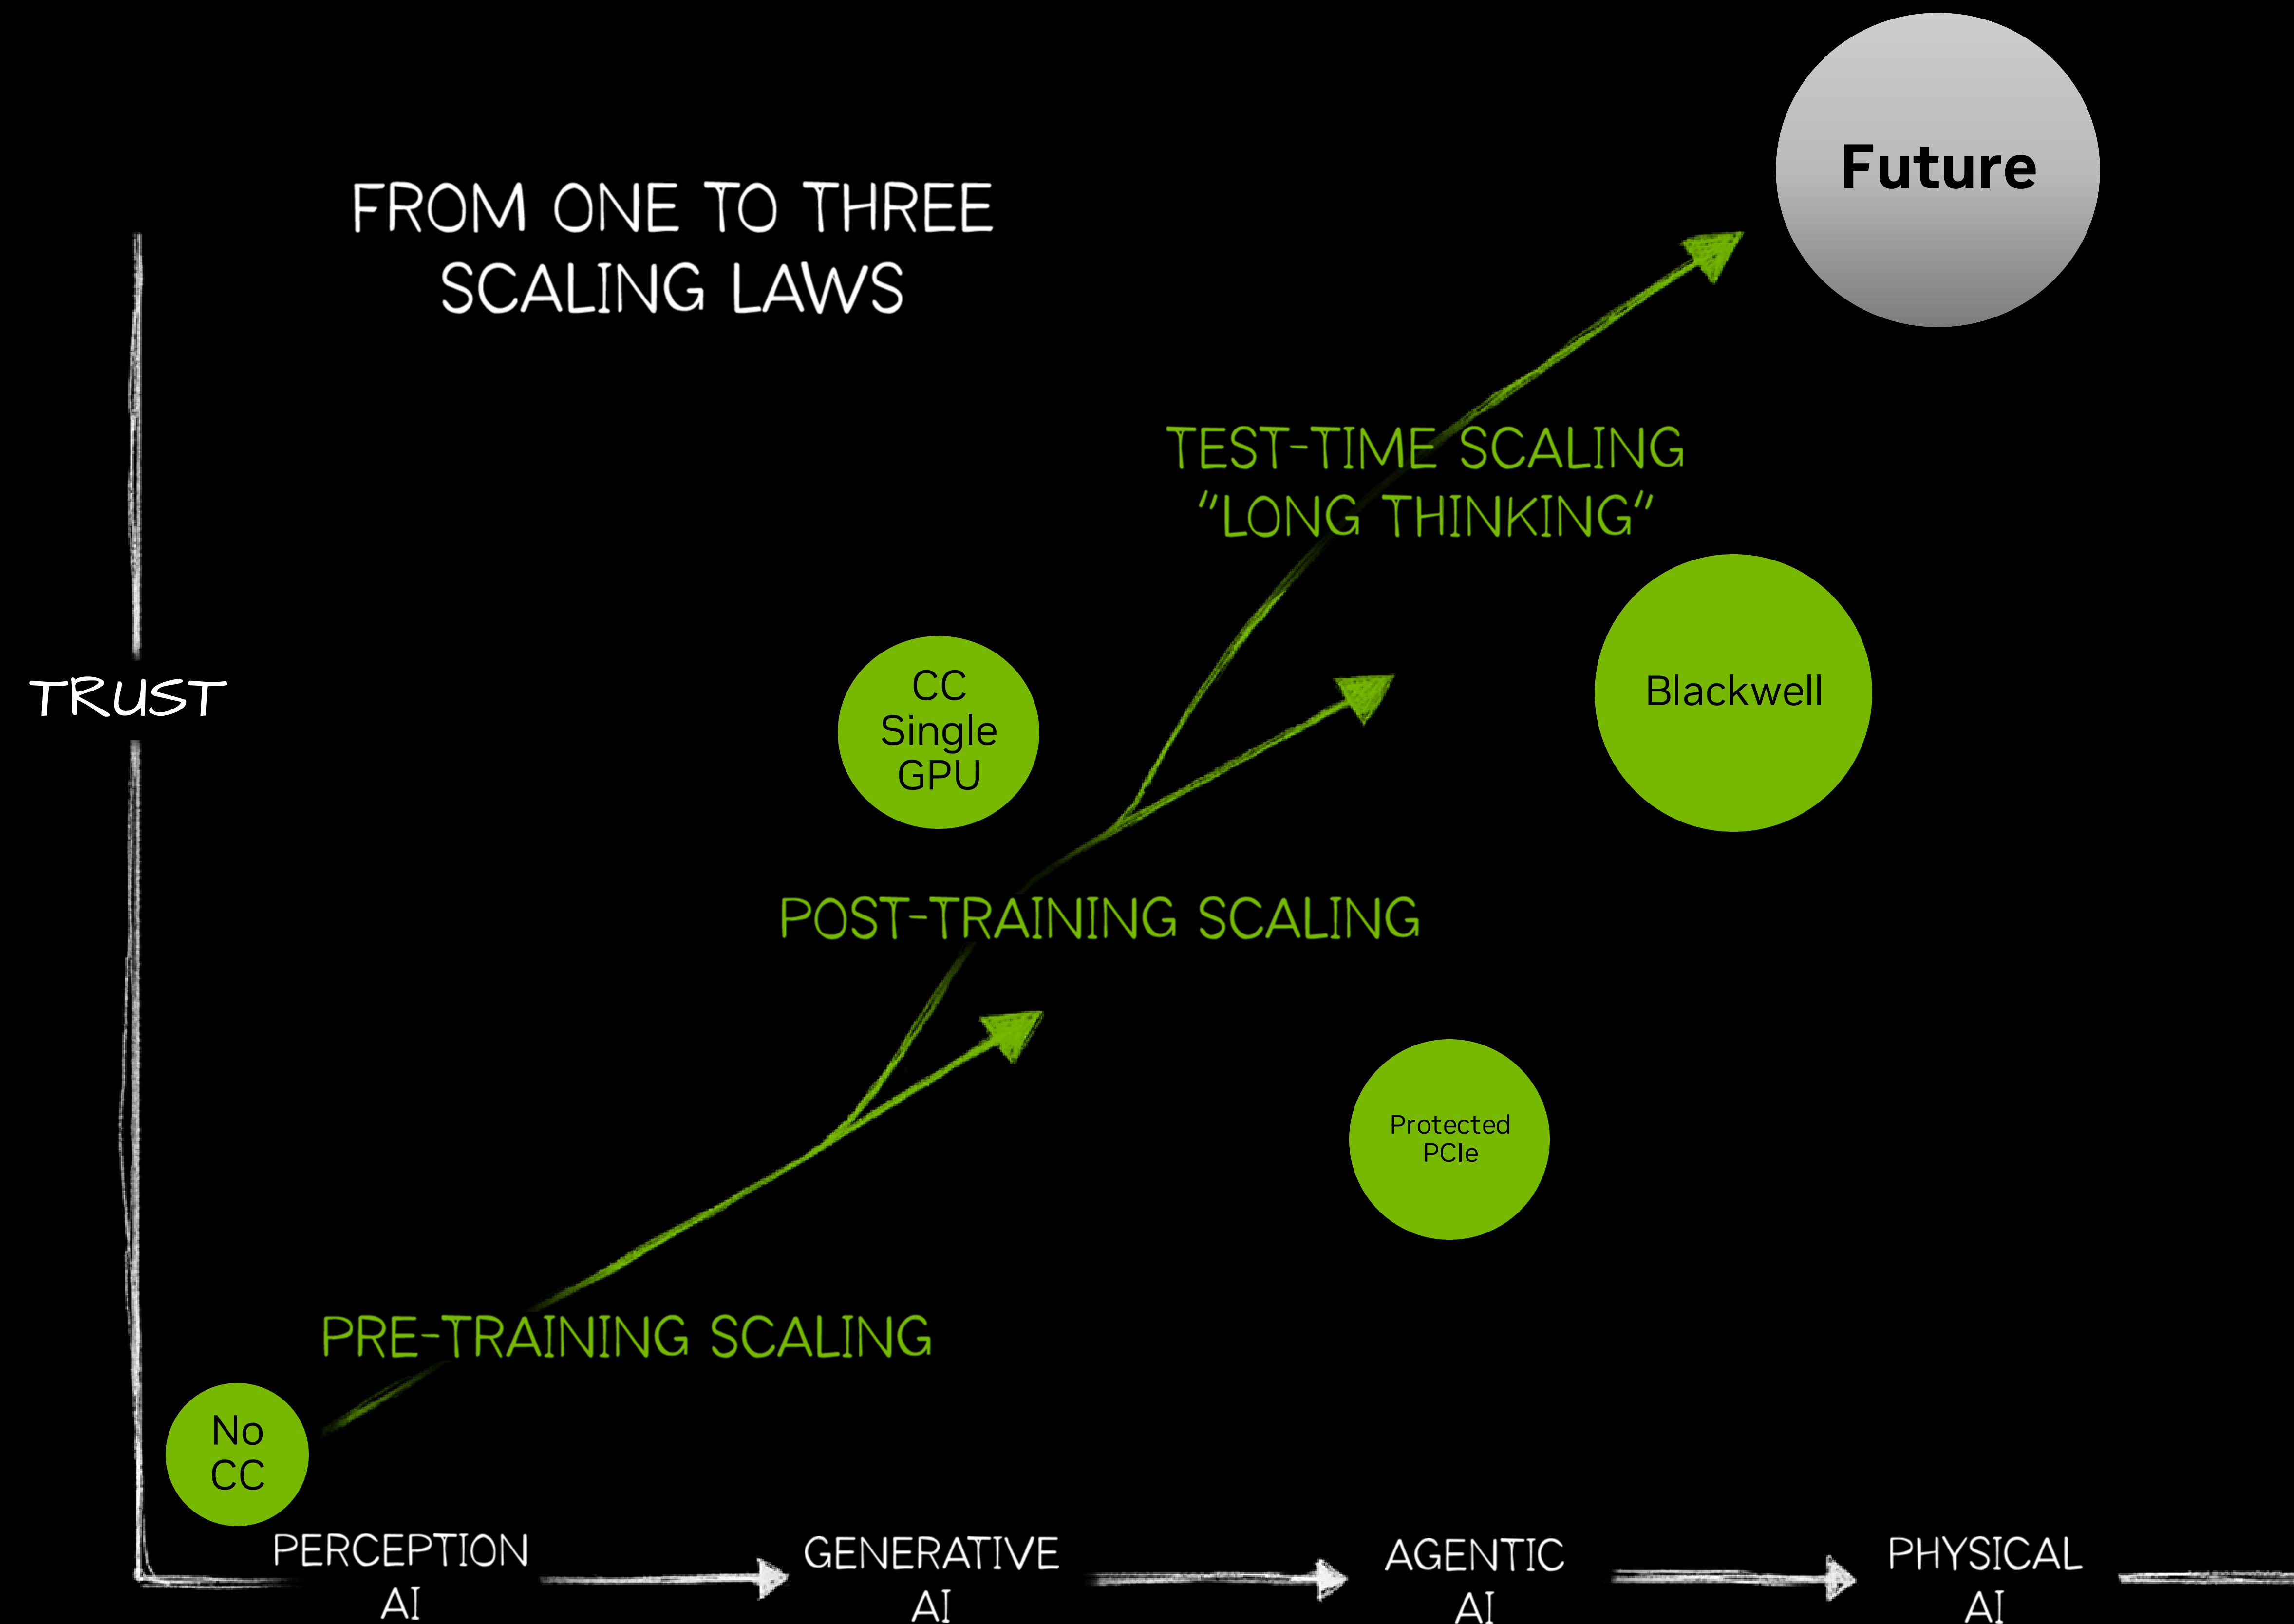 Future
FROM ONE TO THREE
SCALING LAWS
TEST-TIME SCALING
"LONG THINKING"
TRUST
CC
Single
GPU
Blackwell
POST-TRAINING SCALING
Protected
PCIe
PRE-TRAINING SCALING
No
CC
PERCEPTION
AI
GENERATIVE
AI
AGENTIC
AI
PHYSICAL
AI